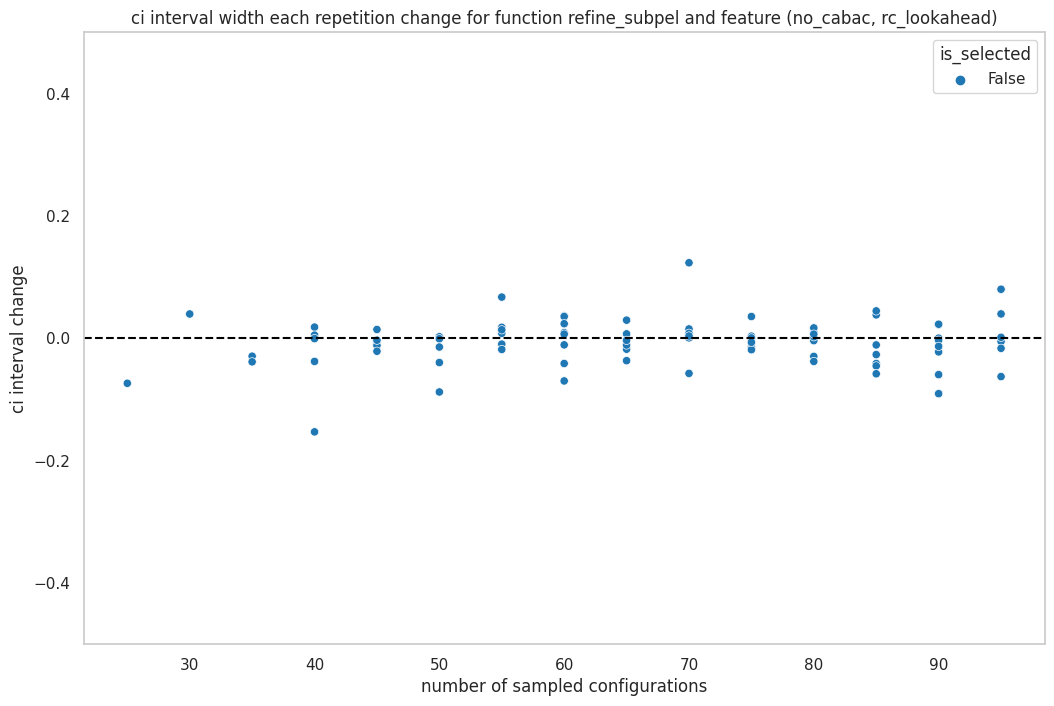 ci interval width each repetition change for function refine_subpel and feature (no_cabac, rc_lookahead)
is_selected
False
ci interval change
0.4
0.2
0.0
−0.2
−0.4
30 40 50 60 70 80 90
number of sampled configurations